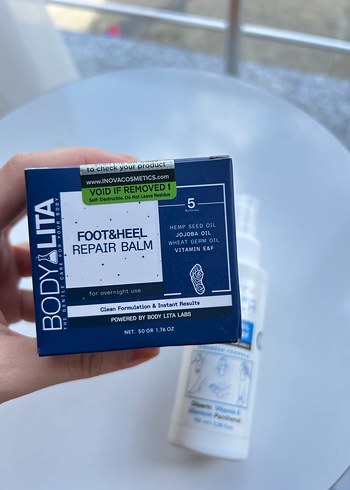 to check your product
www.INOVACOSMETICS.com
VOID IF REMOVED !
Self- Destructible. Do Not Leave Residue
BODY LITA
FOOT&HEEL
REPAIR BALM
for overnight use
5
HEMP SEED OIL
JOJOBA OIL
WHEAT GERM OIL
VITAMIN E&F
Clean Formulation & Instant Results
POWERED BY BODY LITA LABS
NET. 50 GR 1.76 OZ
Vitamin E
Panthenol